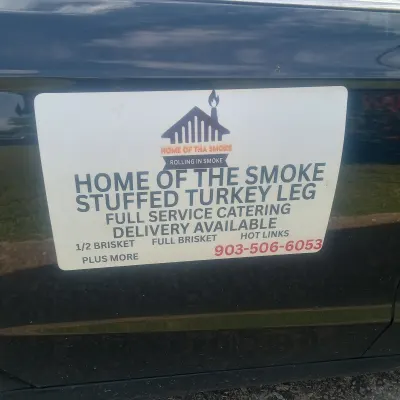 HOME OF THA SMOKE
ROLLING IN SMOKE
HOME OF THE SMOKE
STUFFED TURKEY LEG
FULL SERVICE CATERING
DELIVERY AVAILABLE
1/2 BRISKET FULL BRISKET HOT LINKS
PLUS MORE 903-506-6053